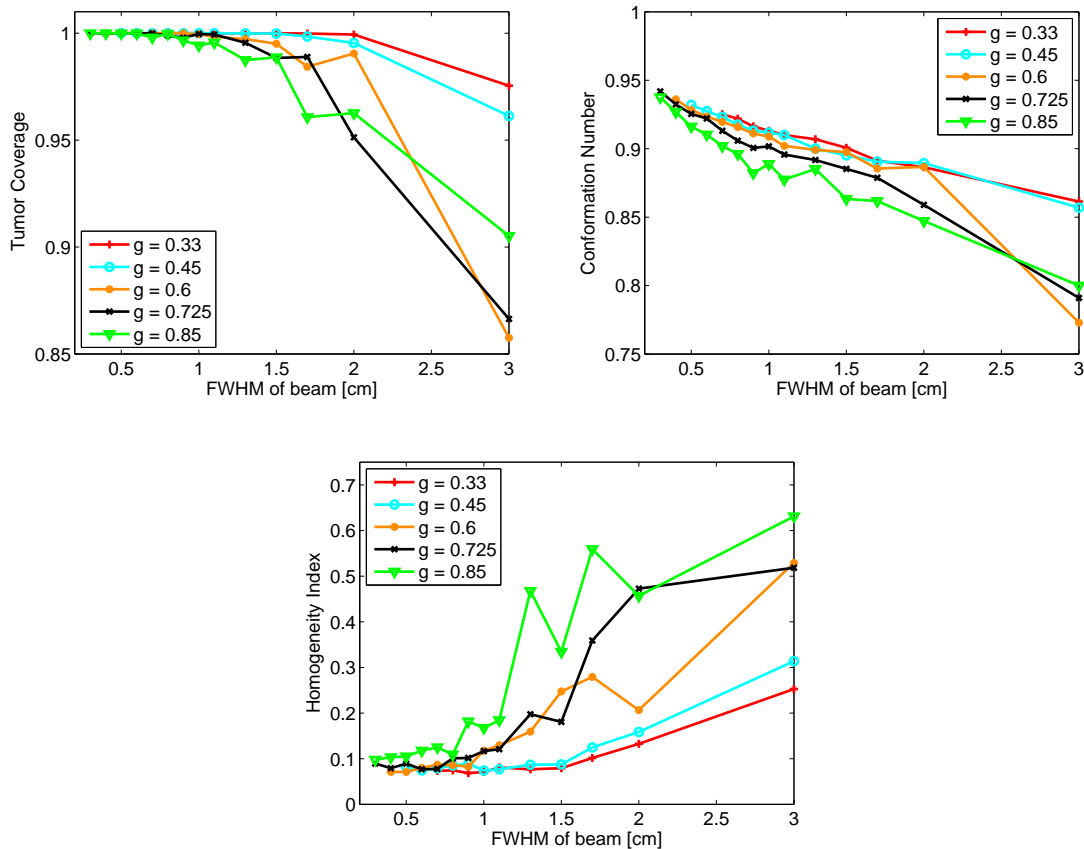 1
0.95
0.9
0.85
Tumor Coverage
g = 0.33
g = 0.45
g = 0.6
g = 0.725
g = 0.85
0.5
1
1.5
2
2.5
3
FWHM of beam [cm]
1
0.95
0.9
0.85
0.8
0.75
Conformation Number
g = 0.33
g = 0.45
g = 0.6
g = 0.725
g = 0.85
0.5
1
1.5
2
2.5
3
FWHM of beam [cm]
0.7
0.6
0.5
0.4
0.3
0.2
0.1
0
Homogeneity Index
g = 0.33
g = 0.45
g = 0.6
g = 0.725
g = 0.85
0.5
1
1.5
2
2.5
3
FWHM of beam [cm]